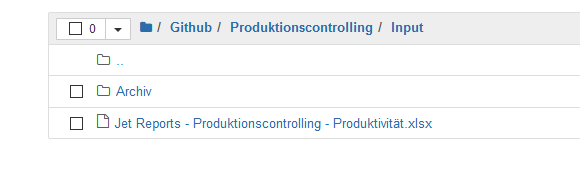 0 / Github / Produktionscontrolling / Input
..
Archiv
Jet Reports - Produktionscontrolling - Produktivität.xlsx